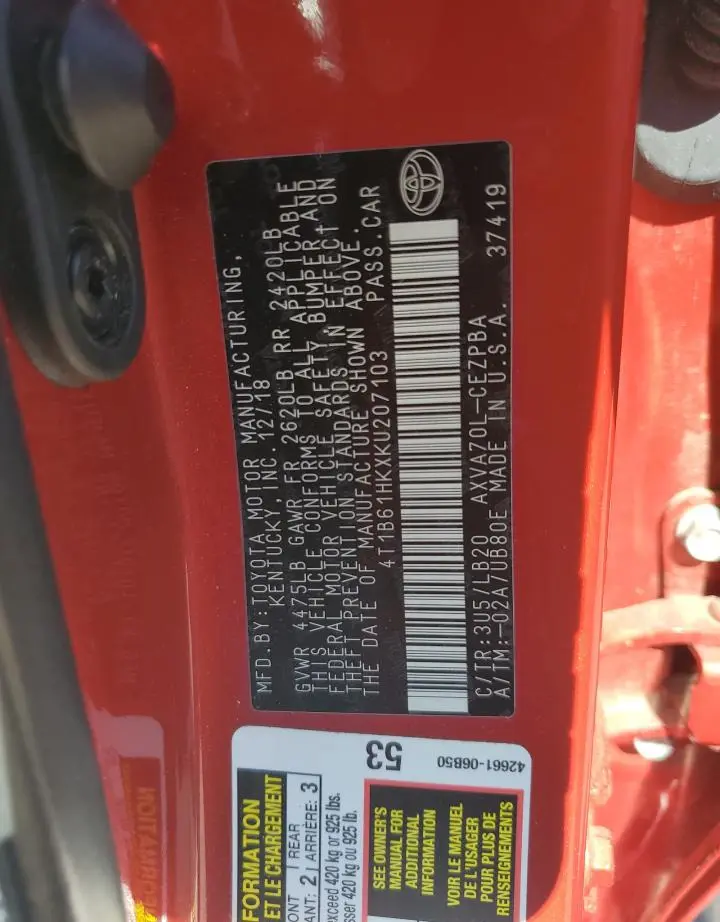 MFD.BY:TOYOTA MOTOR MANUFACTURING,
KENTUCKY, INC. 12/18
GVWR 4475LB GAWR FR 2620LB RR 2420LB
THIS VEHICLE CONFORMS TO ALL APPLICABLE
FEDERAL MOTOR VEHICLE SAFETY, BUMPER AND
THEFT PREVENTION STANDARDS IN EFFECT ON
THE DATE OF MANUFACTURE SHOWN ABOVE.
4T1B61HKXKU207103 PASS. CAR
C/TR:3U5/LB20 AXVA70L-CEZPBA
A/TM:-02A/UB80E MADE IN U.S.A. 37419
53
42661-06B50
FORMATION
ET LE CHARGEMENT
ONT 2 REAR 3
ANT: ARRIÈRE:
exceed 420 kg or 925 lbs.
sser 420 kg ou 925 lb.
SEE OWNER'S
MANUAL FOR
ADDITIONAL
INFORMATION
VOIR LE MANUEL
DE L'USAGER
POUR PLUS DE
RENSEIGNEMENTS